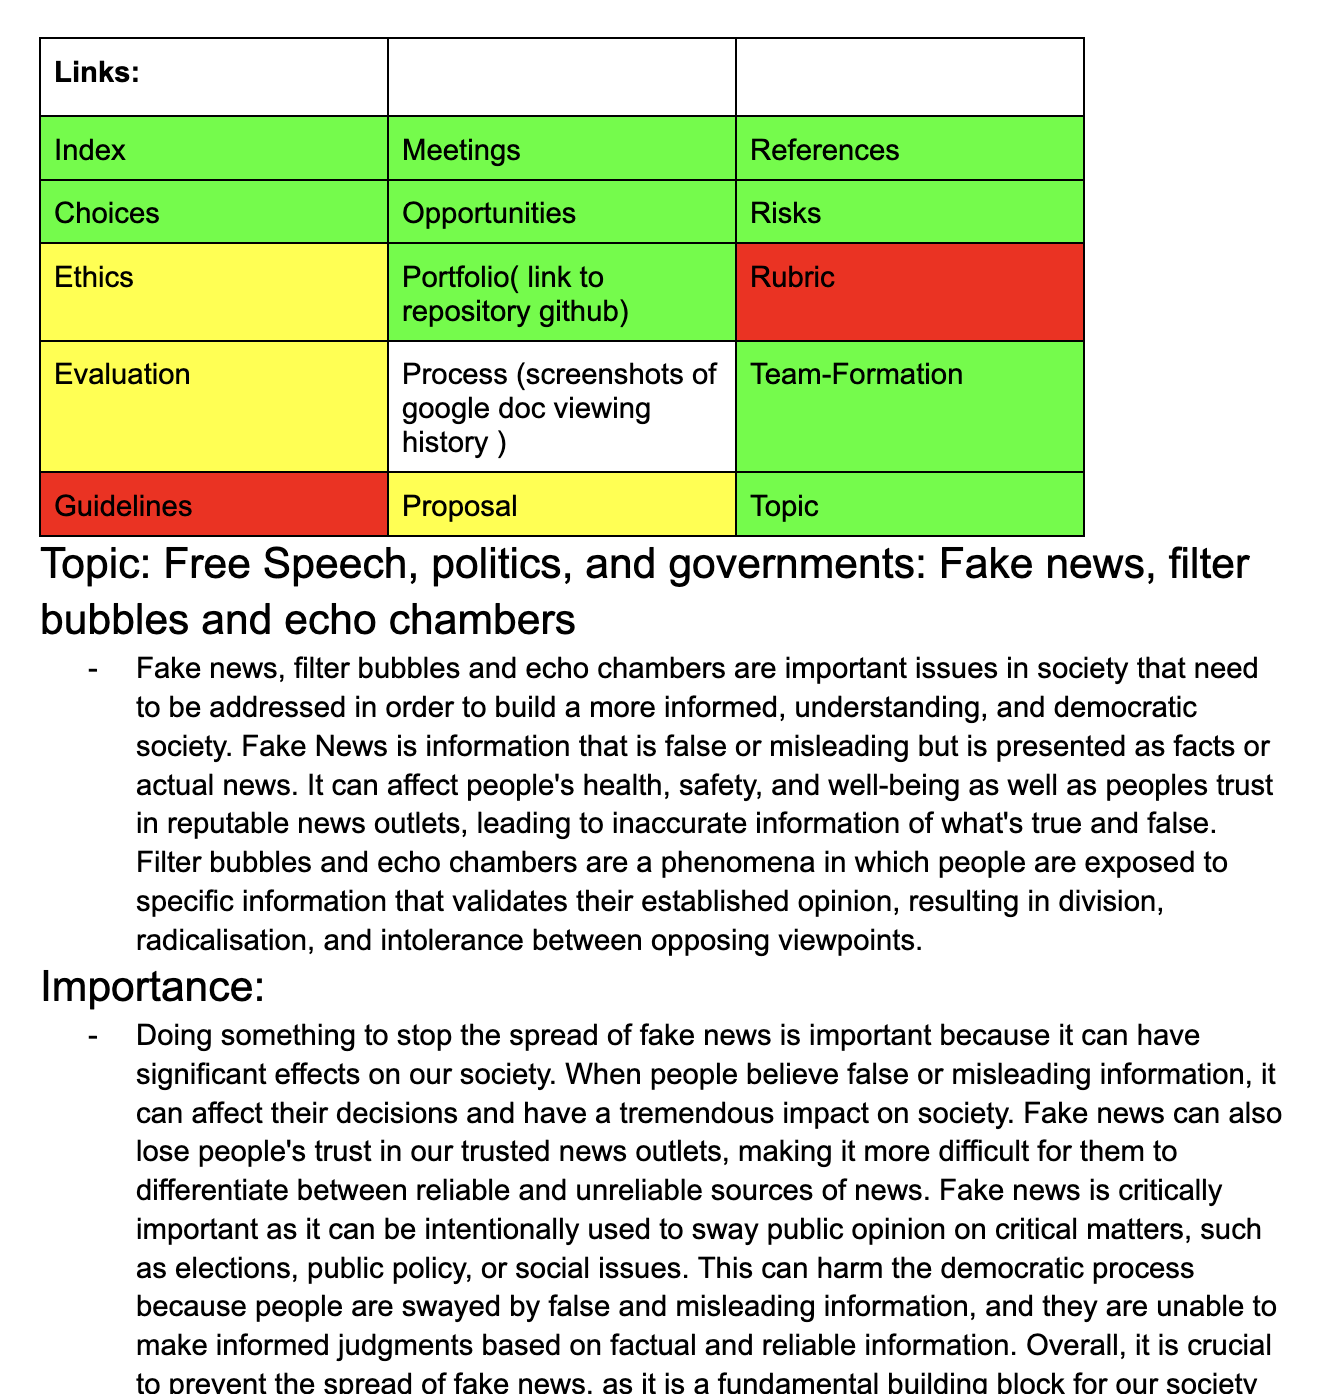 Links:
Index Meetings References
Choices Opportunities Risks
Ethics Portfolio( link to Rubric
repository github)
Evaluation Process (screenshots of Team-Formation
google doc viewing
history )
Guidelines Proposal Topic
Topic: Free Speech, politics, and governments: Fake news, filter
bubbles and echo chambers
- Fake news, filter bubbles and echo chambers are important issues in society that need
to be addressed in order to build a more informed, understanding, and democratic
society. Fake News is information that is false or misleading but is presented as facts or
actual news. It can affect people's health, safety, and well-being as well as peoples trust
in reputable news outlets, leading to inaccurate information of what's true and false.
Filter bubbles and echo chambers are a phenomena in which people are exposed to
specific information that validates their established opinion, resulting in division,
radicalisation, and intolerance between opposing viewpoints.
Importance:
- Doing something to stop the spread of fake news is important because it can have
significant effects on our society. When people believe false or misleading information, it
can affect their decisions and have a tremendous impact on society. Fake news can also
lose people's trust in our trusted news outlets, making it more difficult for them to
differentiate between reliable and unreliable sources of news. Fake news is critically
important as it can be intentionally used to sway public opinion on critical matters, such
as elections, public policy, or social issues. This can harm the democratic process
because people are swayed by false and misleading information, and they are unable to
make informed judgments based on factual and reliable information. Overall, it is crucial
to prevent the spread of fake news, as it is a fundamental building block for our society